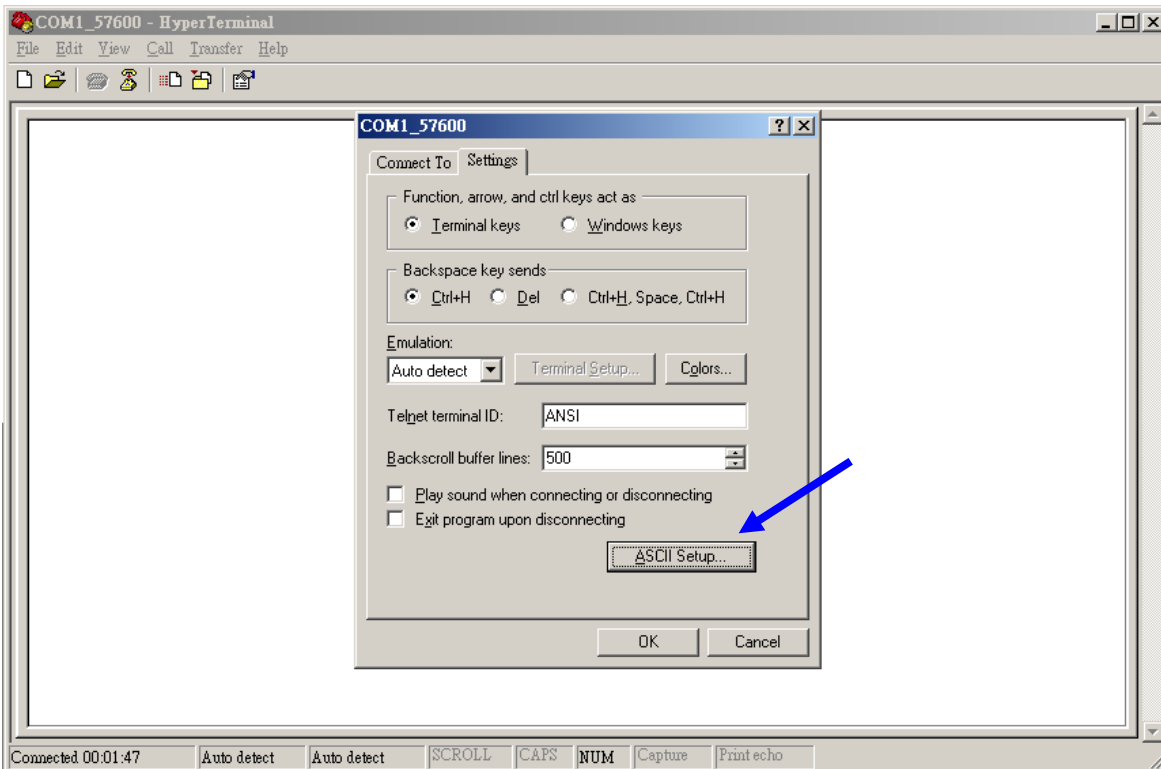 COM1_57600 - HyperTerminal
File Edit View Call Transfer Help
COM1_57600
Connect To Settings
Function, arrow, and ctrl keys act as
Terminal keys Windows keys
Backspace key sends
Ctrl+H Del Ctrl+H, Space, Ctrl+H
Emulation:
Auto detect Terminal Setup... Colors...
Telnet terminal ID: ANSI
Backscroll buffer lines: 500
Play sound when connecting or disconnecting
Exit program upon disconnecting
ASCII Setup...
OK Cancel
Connected 00:01:47 Auto detect Auto detect SCROLL CAPS NUM Capture Print echo